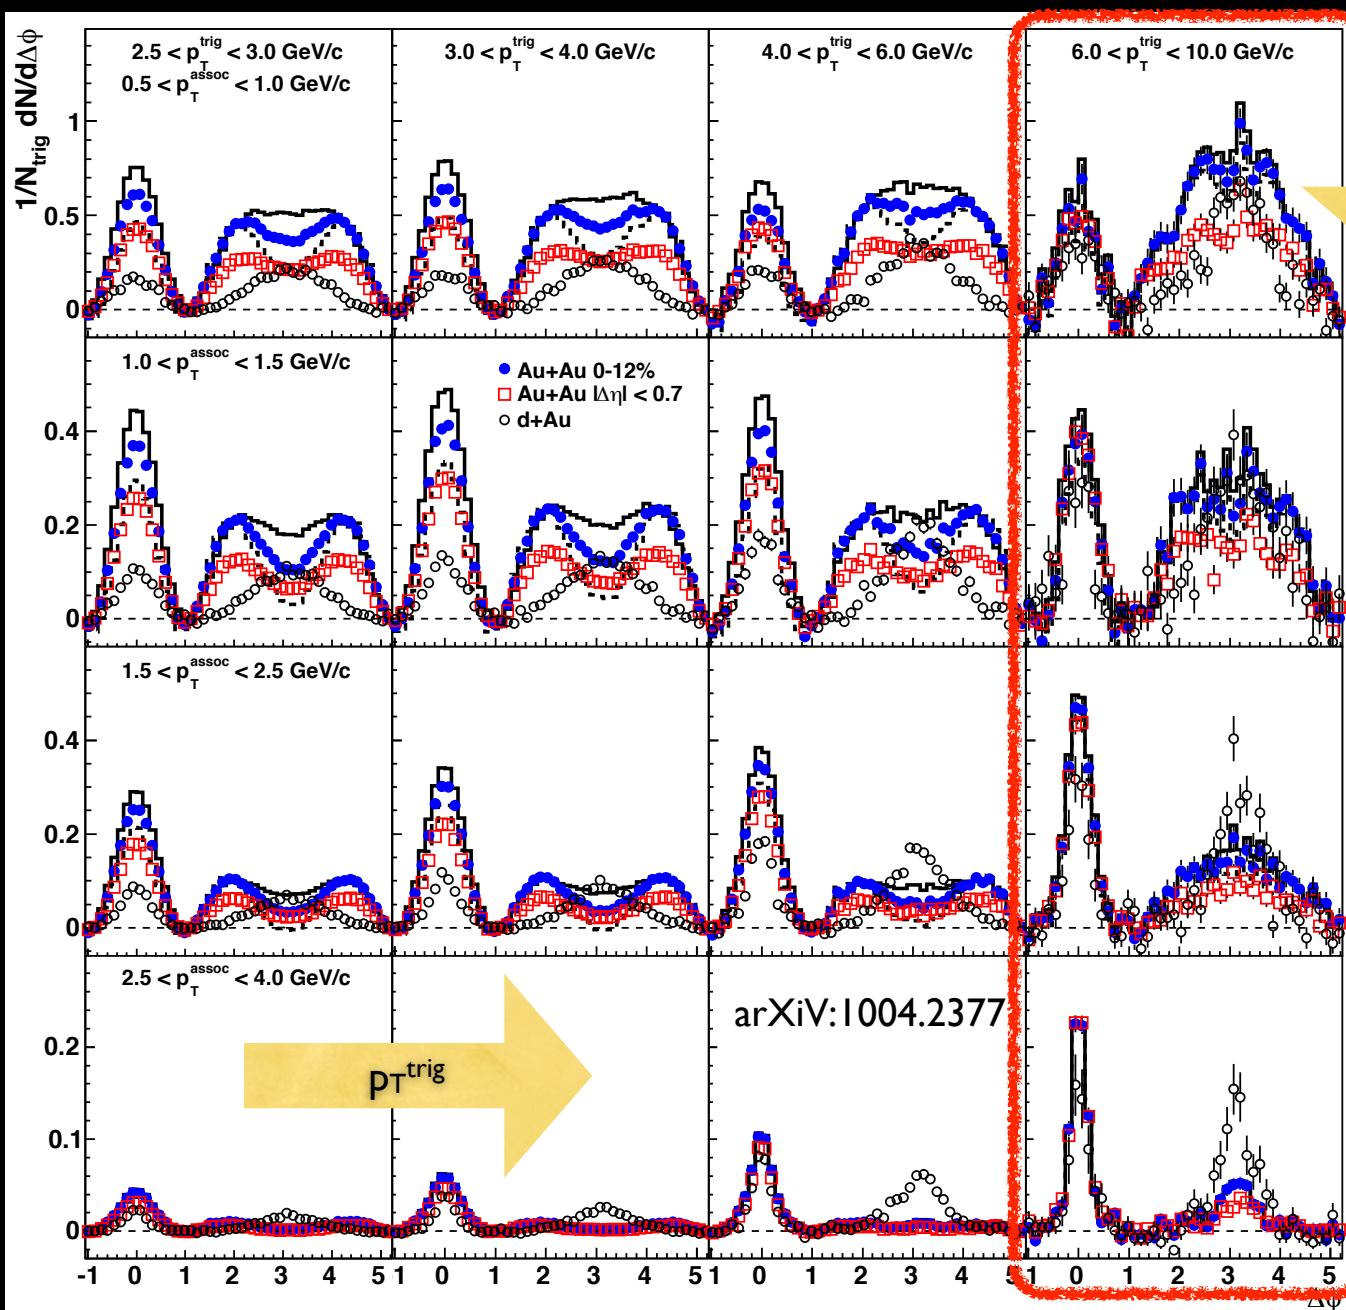 1/N_trig dN/dΔφ
2.5 < p_T^trig < 3.0 GeV/c
0.5 < p_T^assoc < 1.0 GeV/c
3.0 < p_T^trig < 4.0 GeV/c
4.0 < p_T^trig < 6.0 GeV/c
6.0 < p_T^trig < 10.0 GeV/c
1
0.5
0
1.0 < p_T^assoc < 1.5 GeV/c
Au+Au 0-12%
Au+Au |Δη| < 0.7
d+Au
0.4
0.2
0
1.5 < p_T^assoc < 2.5 GeV/c
0.4
0.2
0
2.5 < p_T^assoc < 4.0 GeV/c
arXiV:1004.2377
p_T^trig
0.2
0.1
0
-1 0 1 2 3 4 5
1 0 1 2 3 4 5
1 0 1 2 3 4 5
0 1 2 3 4 5
Δφ